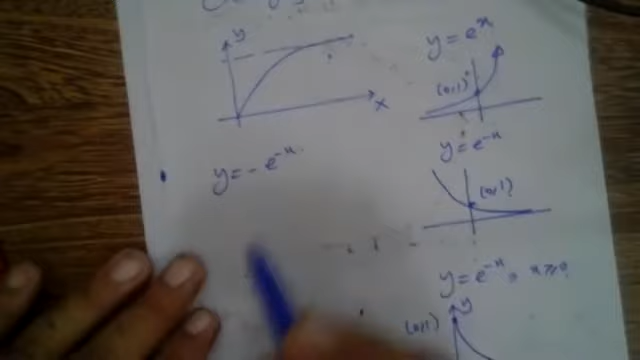 y
x
y = - e^-x
y = e^x
(0,1)
y = e^-x
(0,1)
y = e^-x, x ≥ 0
y
(0,1)